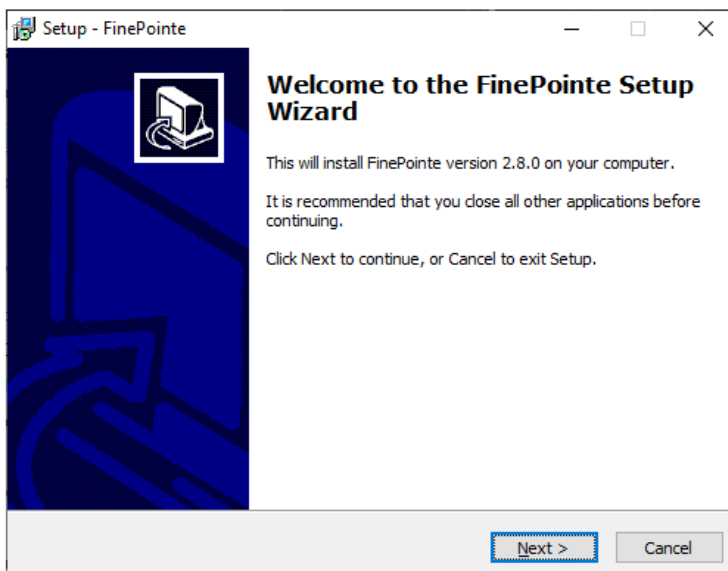 Setup - FinePointe
Welcome to the FinePointe Setup
Wizard
This will install FinePointe version 2.8.0 on your computer.
It is recommended that you close all other applications before
continuing.
Click Next to continue, or Cancel to exit Setup.
Next >
Cancel